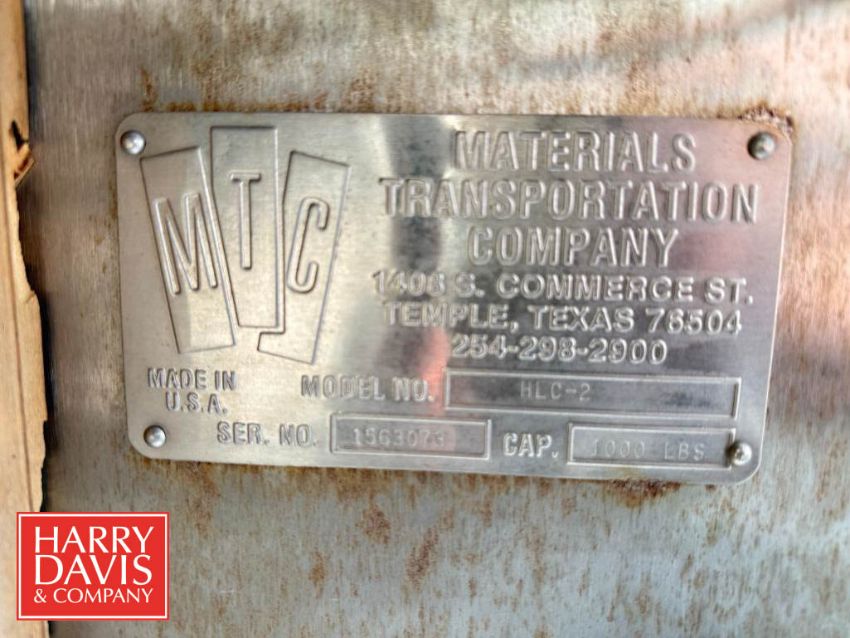 MTC
MATERIALS
TRANSPORTATION
COMPANY
1408 S. COMMERCE ST.
TEMPLE, TEXAS 76504
254-298-2900
MADE IN
U.S.A.
MODEL NO. HLC-2
SER. NO. 1563073 CAP. 1000 LBS
HARRY
DAVIS
& COMPANY